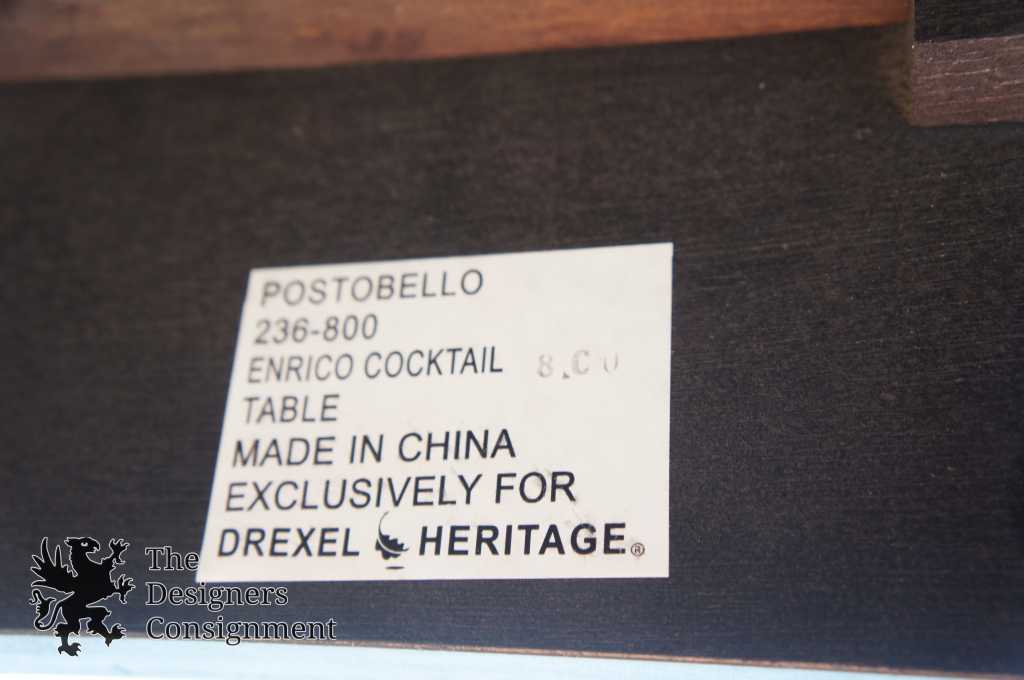 POSTOBELLO
236-800
ENRICO COCKTAIL
TABLE
MADE IN CHINA
EXCLUSIVELY FOR
DREXEL HERITAGE®
The
Designers
Consignment